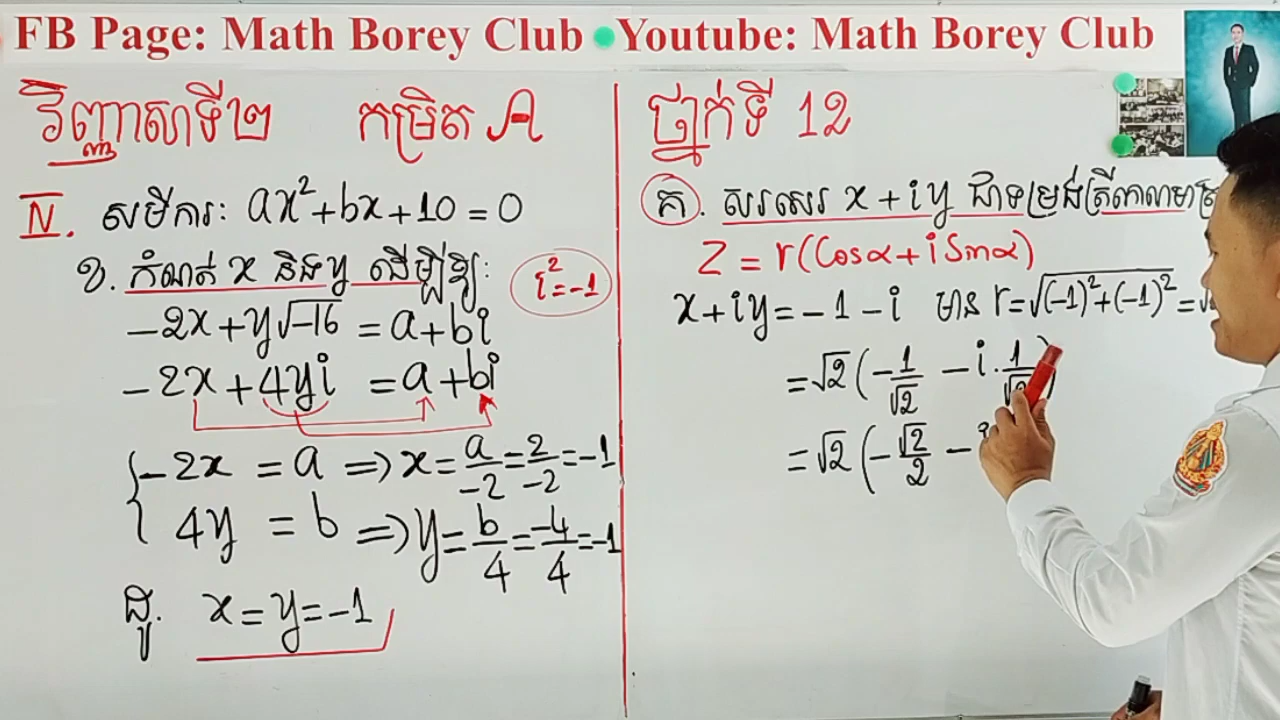 FB Page: Math Borey Club Youtube: Math Borey Club
វិញ្ញាសាទី២ កម្រិត A
IV. សមីការ: ax²+bx+10=0
ខ. កំណត់ x និង y ដើម្បីឱ្យ:
i²=-1
-2x+y√-16 = a+bi
-2x+4yi = a+bi
-2x = a ⇒ x = a/-2 = 2/-2 = -1
4y = b ⇒ y = b/4 = -4/4 = -1
ដូ. x=y=-1
ថ្នាក់ទី 12
គ. សរសេរ x+iy ជាទម្រង់ត្រីកោណមាត្រ
Z = r(Cosα+iSinα)
x+iy = -1-i មាន r=√(-1)²+(-1)² =
=√2(-1/√2 -i.1/√2)
=√2(-√2/2 -